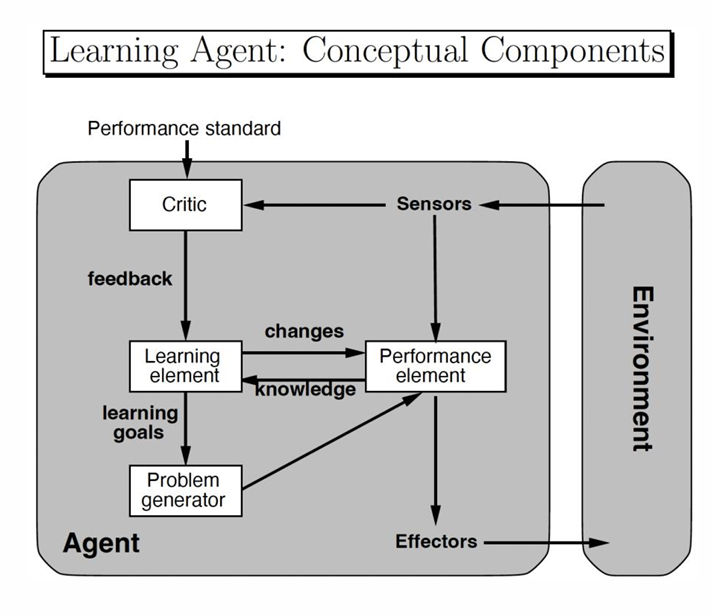 Learning Agent: Conceptual Components
Performance standard
Critic
Sensors
feedback
changes
Learning
element
Performance
element
knowledge
learning
goals
Problem
generator
Agent
Effectors
Environment